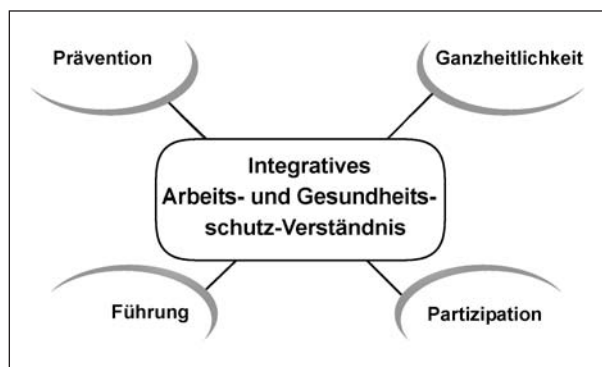 Prävention
Ganzheitlichkeit
Integratives
Arbeits- und Gesundheits-
schutz-Verständnis
Führung
Partizipation